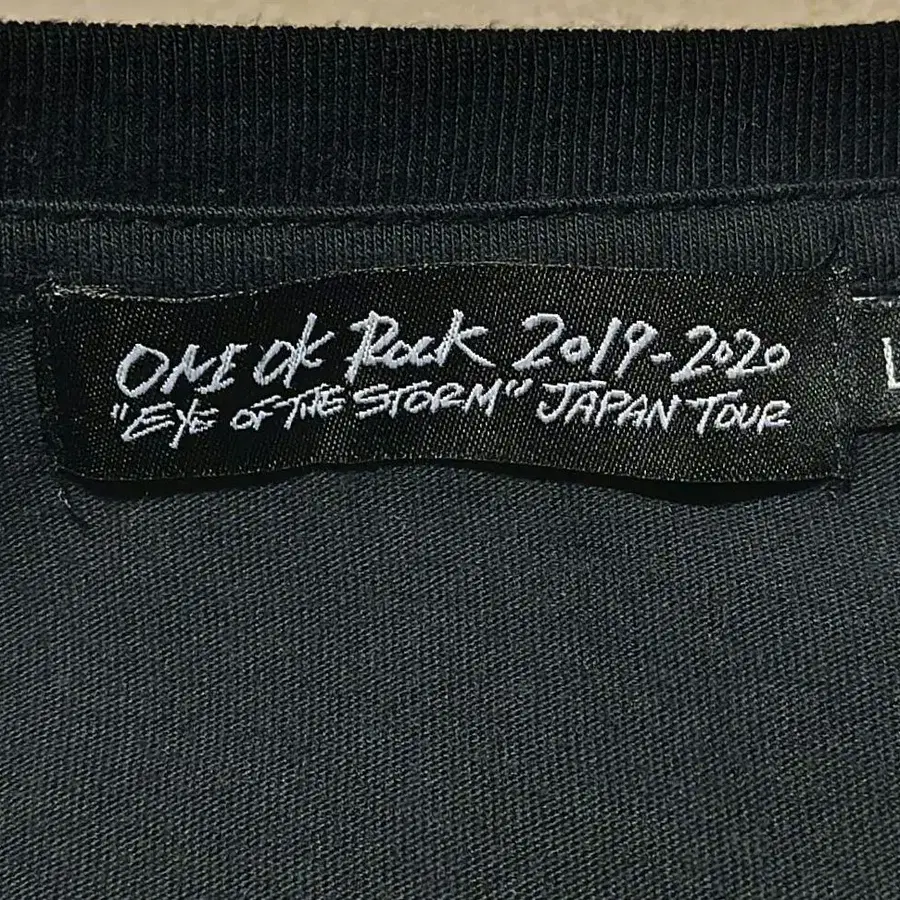 ONE OK ROCK 2019-2020
"EYE OF THE STORM" JAPAN TOUR
L